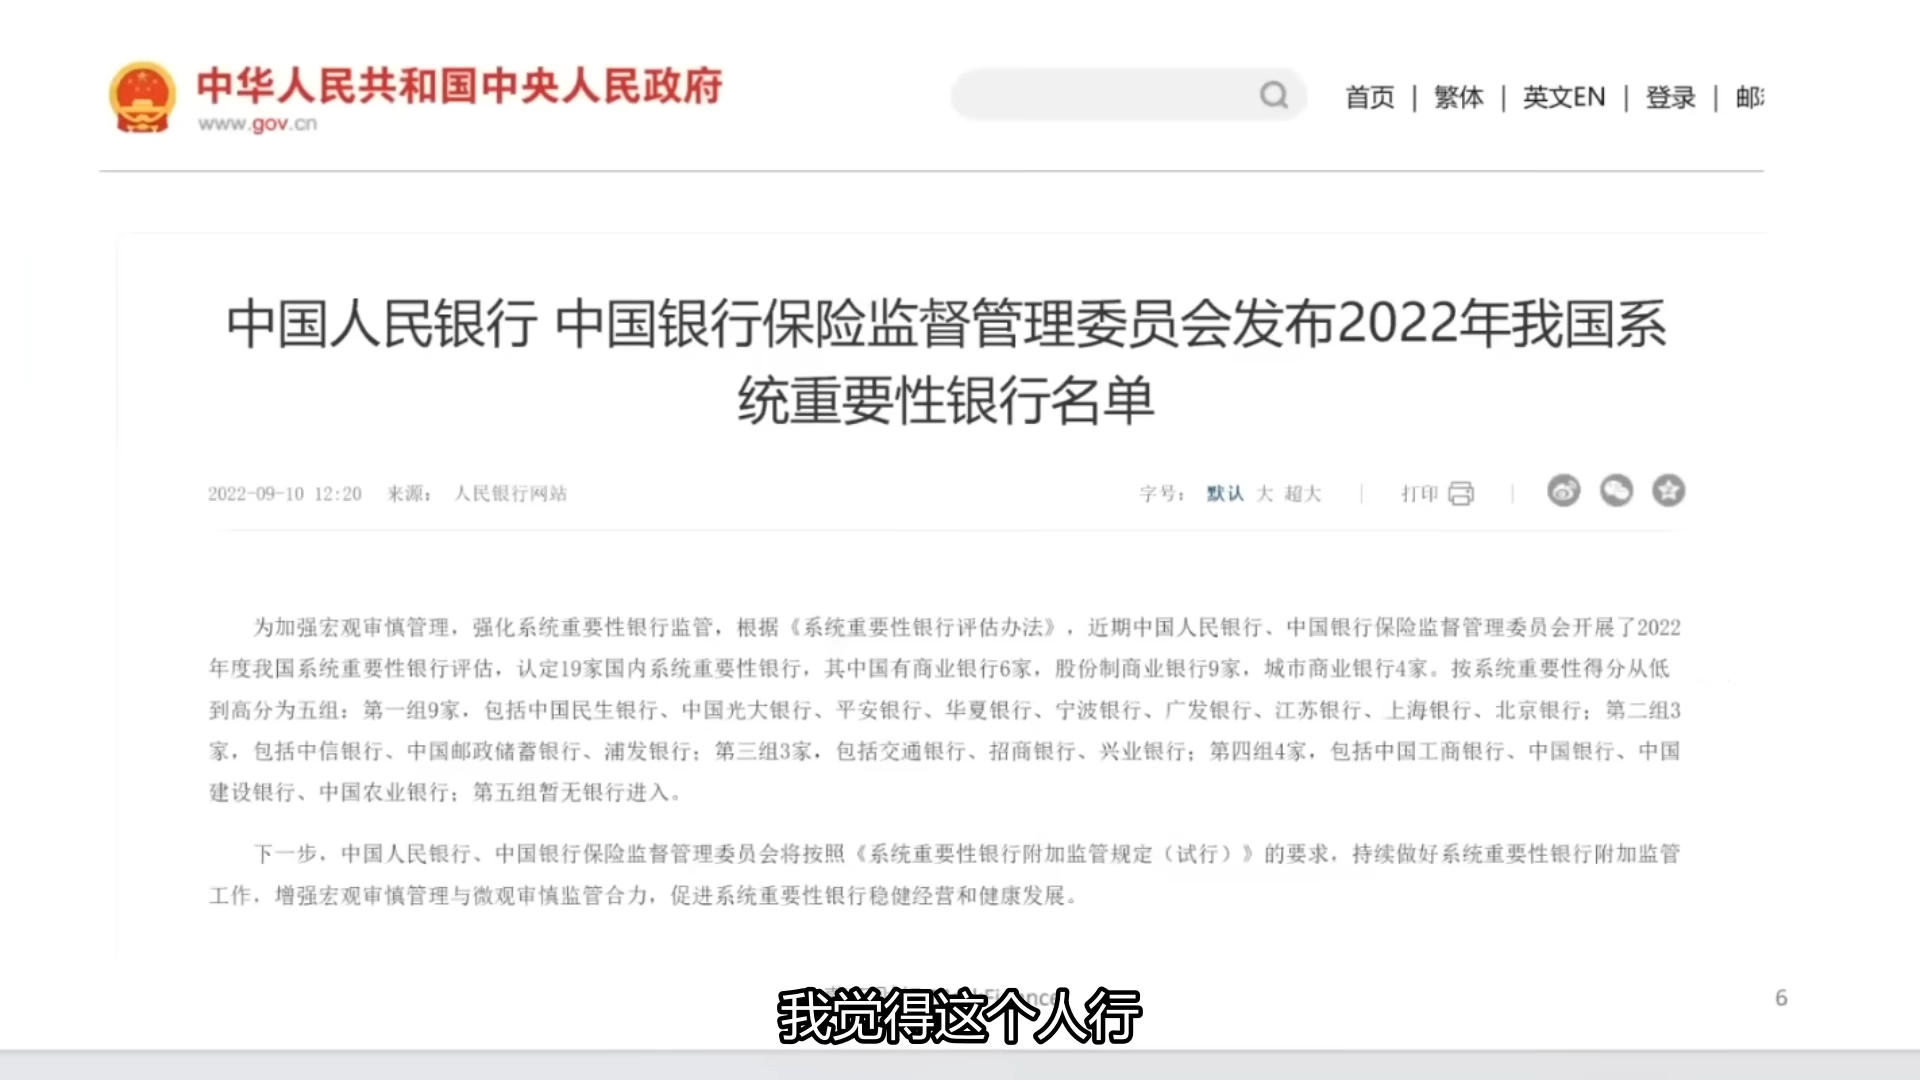 中华人民共和国中央人民政府
www.gov.cn
首页 | 繁体 | 英文EN | 登录 |
中国人民银行 中国银行保险监督管理委员会发布2022年我国系
统重要性银行名单
2022-09-10 12:20 来源： 人民银行网站 字号： 默认 大 超大 | 打印 |
为加强宏观审慎管理，强化系统重要性银行监管，根据《系统重要性银行评估办法》，近期中国人民银行、中国银行保险监督管理委员会开展了2022
年度我国系统重要性银行评估，认定19家国内系统重要性银行，其中国有商业银行6家，股份制商业银行9家，城市商业银行4家。按系统重要性得分从低
到高分为五组：第一组9家，包括中国民生银行、中国光大银行、平安银行、华夏银行、宁波银行、广发银行、江苏银行、上海银行、北京银行；第二组3
家，包括中信银行、中国邮政储蓄银行、浦发银行；第三组3家，包括交通银行、招商银行、兴业银行；第四组4家，包括中国工商银行、中国银行、中国
建设银行、中国农业银行；第五组暂无银行进入。
下一步，中国人民银行、中国银行保险监督管理委员会将按照《系统重要性银行附加监管规定（试行）》的要求，持续做好系统重要性银行附加监管
工作，增强宏观审慎管理与微观审慎监管合力，促进系统重要性银行稳健经营和健康发展。
我觉得这个人行
6